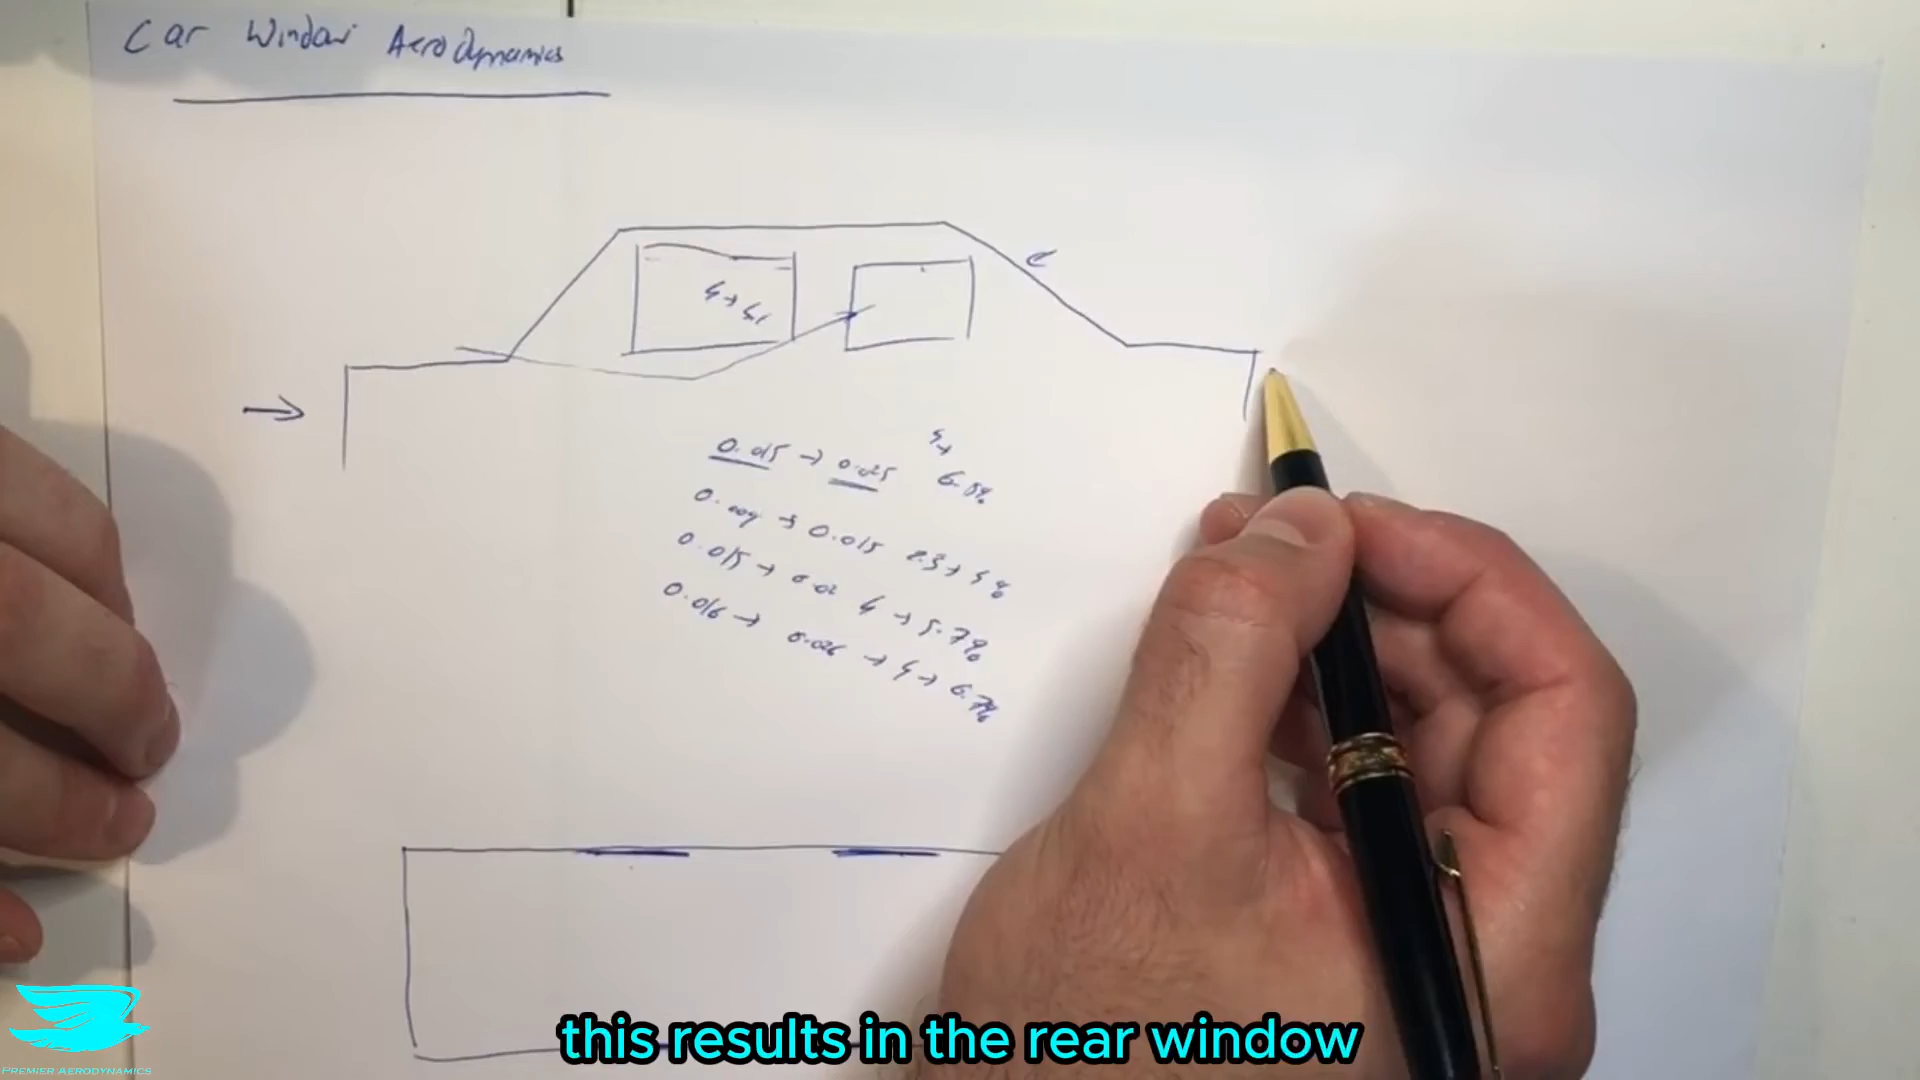 Car Window AeroDynamics
4 → 4.1
0.015 → 0.025 4 → 6.8%
0.009 → 0.015 2.3 → 4%
0.015 → 0.02 4 → 5.7%
0.016 → 0.026 → 4 → 6.7%
this results in the rear window
PREMIER AERODYNAMICS